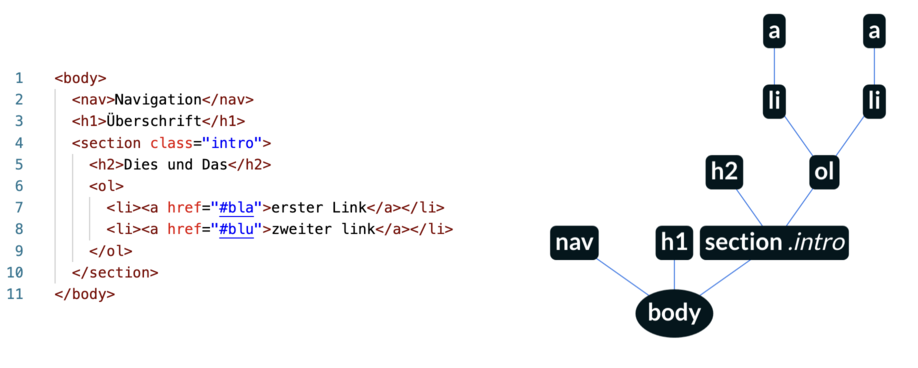 1 <body>
2 <nav>Navigation</nav>
3 <h1>Überschrift</h1>
4 <section class="intro">
5 <h2>Dies und Das</h2>
6 <ol>
7 <li><a href="#bla">erster Link</a></li>
8 <li><a href="#blu">zweiter link</a></li>
9 </ol>
10 </section>
11 </body>
a a
li li
h2 ol
nav h1 section .intro
body